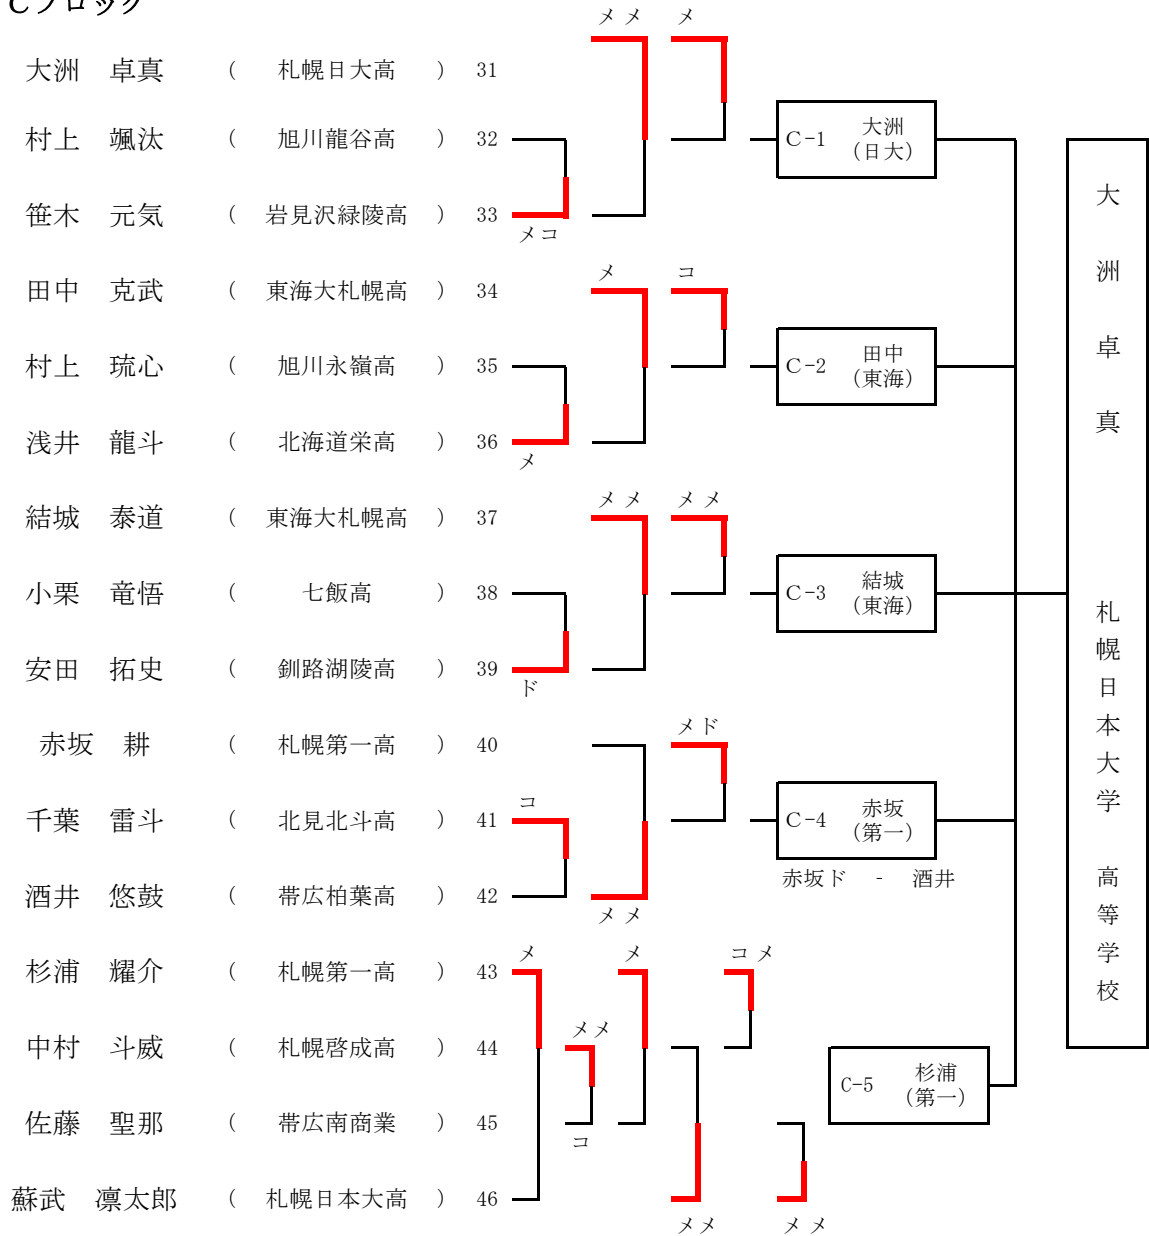 Cブロック
メ メ メ
大洲 卓真 ( 札幌日大高 ) 31
村上 颯汰 ( 旭川龍谷高 ) 32
C-1 大洲
(日大)
笹木 元気 ( 岩見沢緑陵高 ) 33
メコ
メ コ
田中 克武 ( 東海大札幌高 ) 34
村上 琉心 ( 旭川永嶺高 ) 35
C-2 田中
(東海)
浅井 龍斗 ( 北海道栄高 ) 36
メ
メ メ メ メ
結城 泰道 ( 東海大札幌高 ) 37
小栗 竜悟 ( 七飯高 ) 38
C-3 結城
(東海)
安田 拓史 ( 釧路湖陵高 ) 39
ド
メド
赤坂 耕 ( 札幌第一高 ) 40
コ
千葉 雷斗 ( 北見北斗高 ) 41
C-4 赤坂
(第一)
赤坂ド - 酒井
酒井 悠鼓 ( 帯広柏葉高 ) 42
メ メ
メ メ コ メ
杉浦 耀介 ( 札幌第一高 ) 43
メメ
中村 斗威 ( 札幌啓成高 ) 44
C-5 杉浦
(第一)
佐藤 聖那 ( 帯広南商業 ) 45
コ
蘇武 凛太郎 ( 札幌日本大高 ) 46
メメ メ メ
大洲卓真 札幌日本大学 高等学校